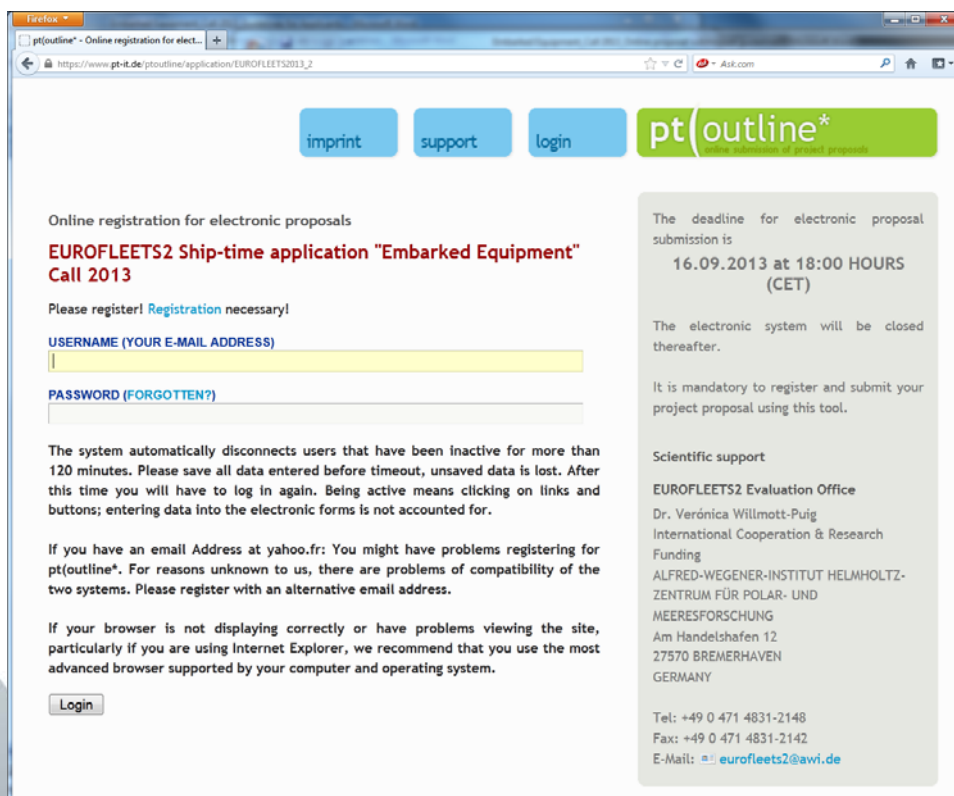 Firefox
pt(outline* - Online registration for elect...
https://www.pt-it.de/ptoutline/application/EUROFLEETS2013_2
Ask.com
imprint
support
login
pt(outline*
online submission of project proposals
Online registration for electronic proposals
EUROFLEETS2 Ship-time application "Embarked Equipment"
Call 2013
Please register! Registration necessary!
USERNAME (YOUR E-MAIL ADDRESS)
PASSWORD (FORGOTTEN?)
The system automatically disconnects users that have been inactive for more than
120 minutes. Please save all data entered before timeout, unsaved data is lost. After
this time you will have to log in again. Being active means clicking on links and
buttons; entering data into the electronic forms is not accounted for.
If you have an email Address at yahoo.fr: You might have problems registering for
pt(outline*. For reasons unknown to us, there are problems of compatibility of the
two systems. Please register with an alternative email address.
If your browser is not displaying correctly or have problems viewing the site,
particularly if you are using Internet Explorer, we recommend that you use the most
advanced browser supported by your computer and operating system.
Login
The deadline for electronic proposal
submission is
16.09.2013 at 18:00 HOURS
(CET)
The electronic system will be closed
thereafter.
It is mandatory to register and submit your
project proposal using this tool.
Scientific support
EUROFLEETS2 Evaluation Office
Dr. Verónica Willmott-Puig
International Cooperation & Research
Funding
ALFRED-WEGENER-INSTITUT HELMHOLTZ-
ZENTRUM FÜR POLAR- UND
MEERESFORSCHUNG
Am Handelshafen 12
27570 BREMERHAVEN
GERMANY
Tel: +49 0 471 4831-2148
Fax: +49 0 471 4831-2142
E-Mail: eurofleets2@awi.de